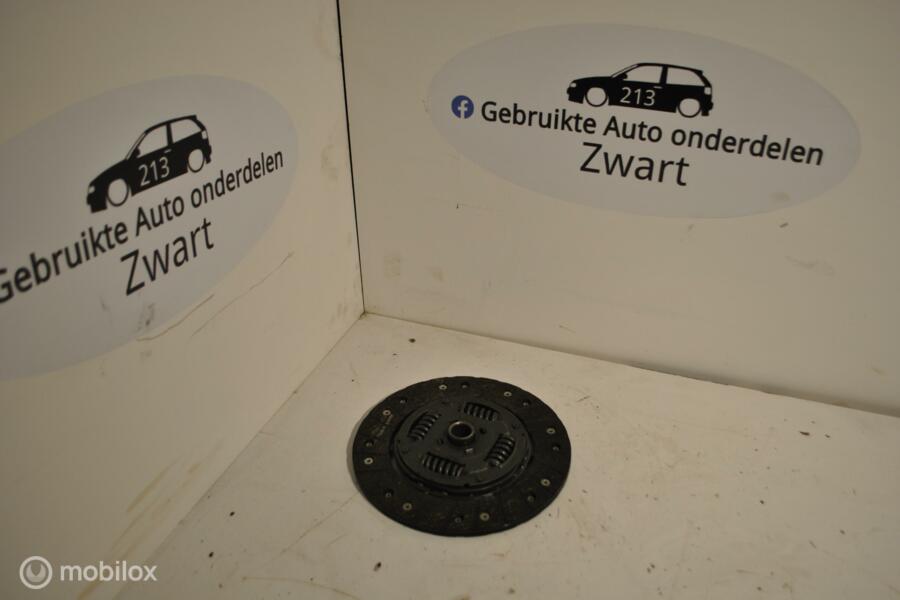 213
Gebruikte Auto onderdelen
Zwart
213
Gebruikte Auto onderdelen
Zwart
mobilox